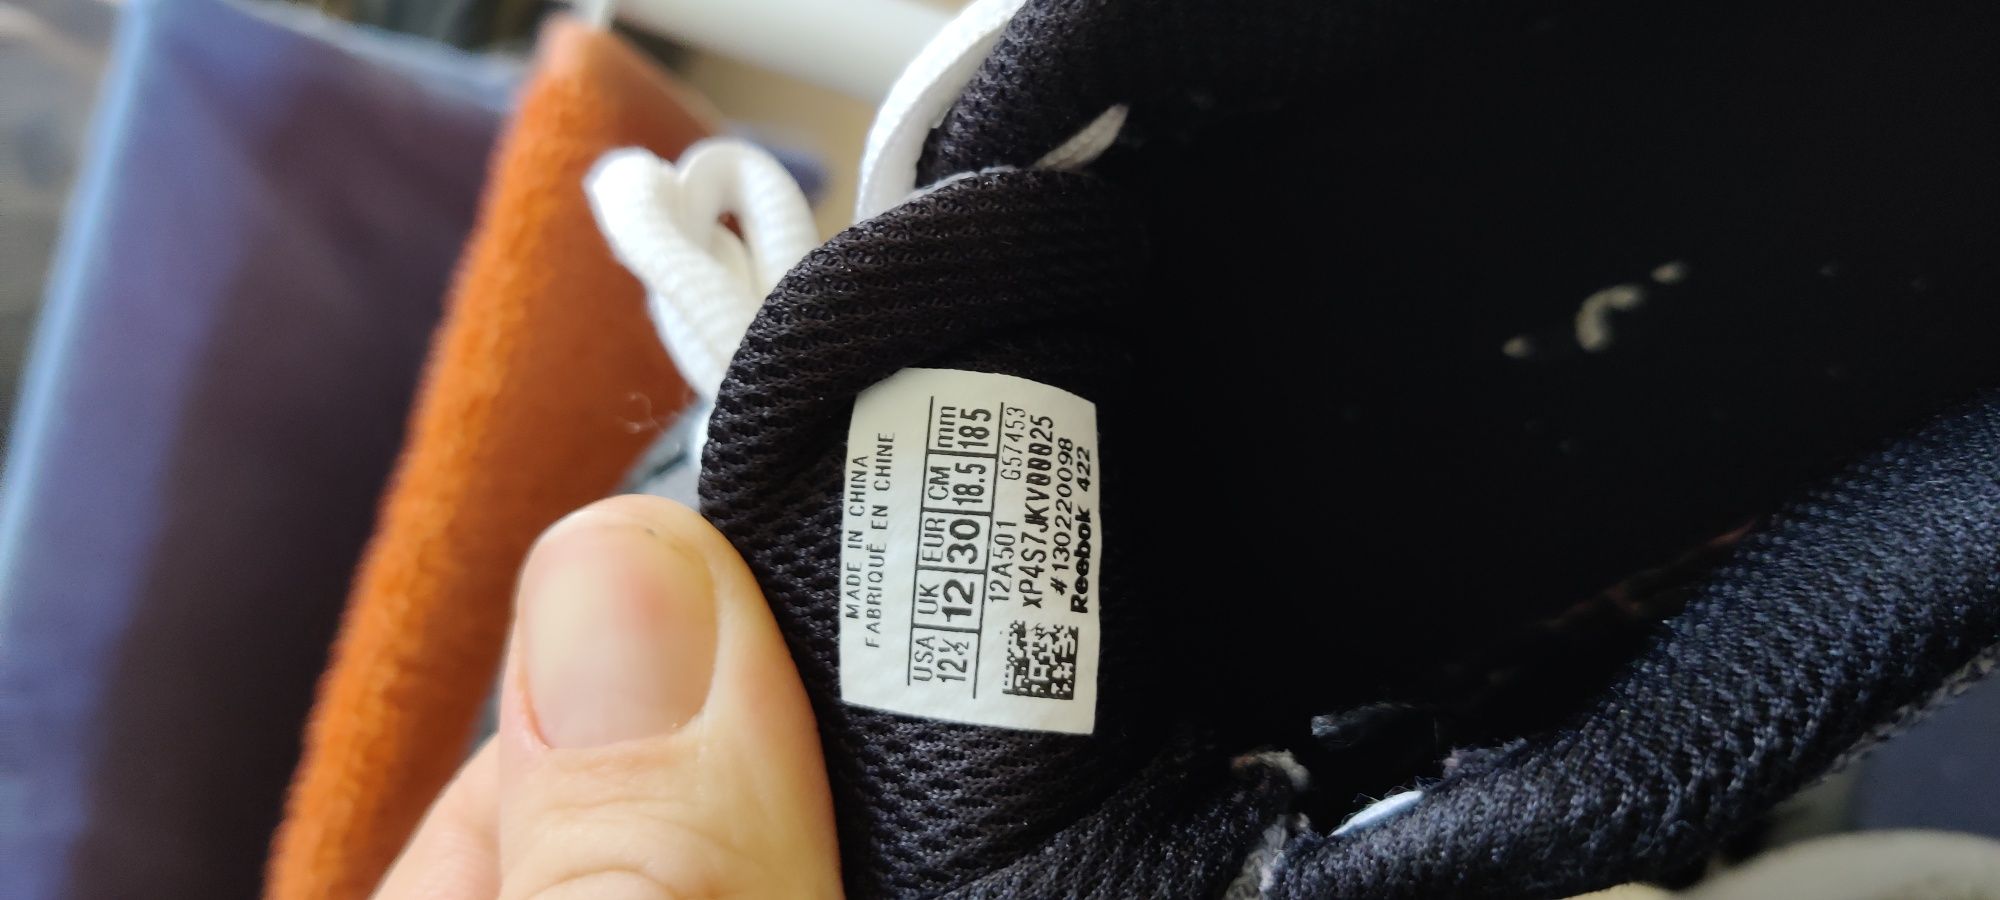 MADE IN CHINA
FABRIQUÉ EN CHINE
USA UK EUR CM mm
12½ 12 30 18.5 185
12A501 G57453
XP4S7JKV00025
#1302220098
Reebok 422